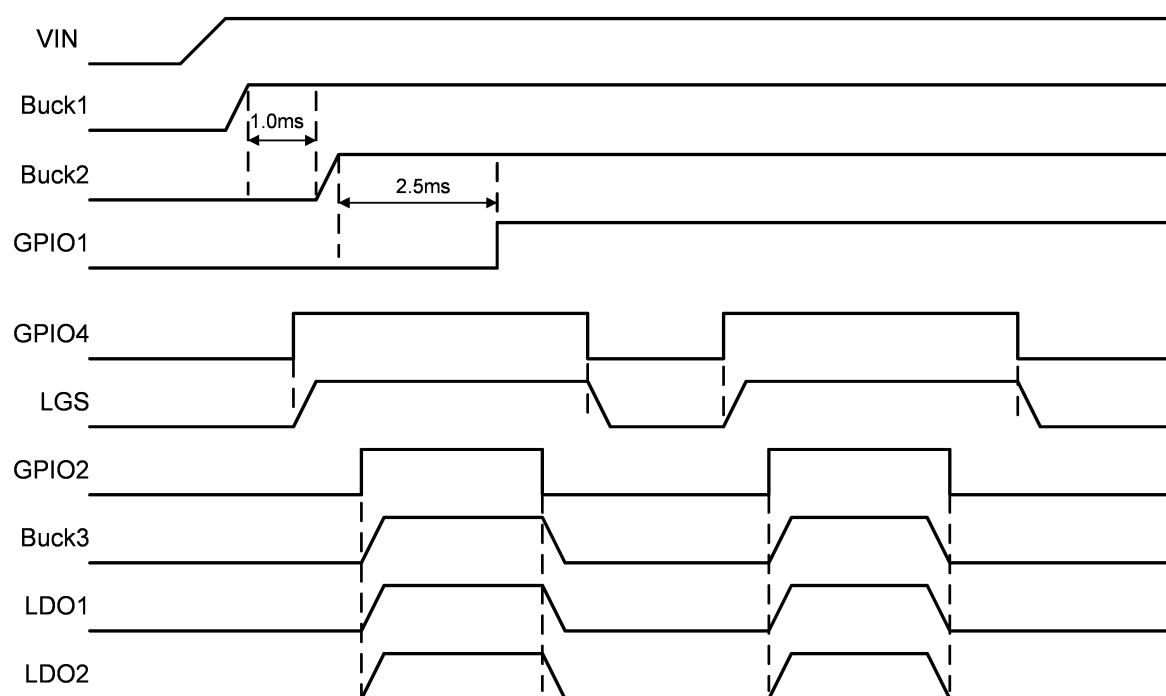 VIN
Buck1
1.0ms
Buck2
2.5ms
GPIO1
GPIO4
LGS
GPIO2
Buck3
LDO1
LDO2